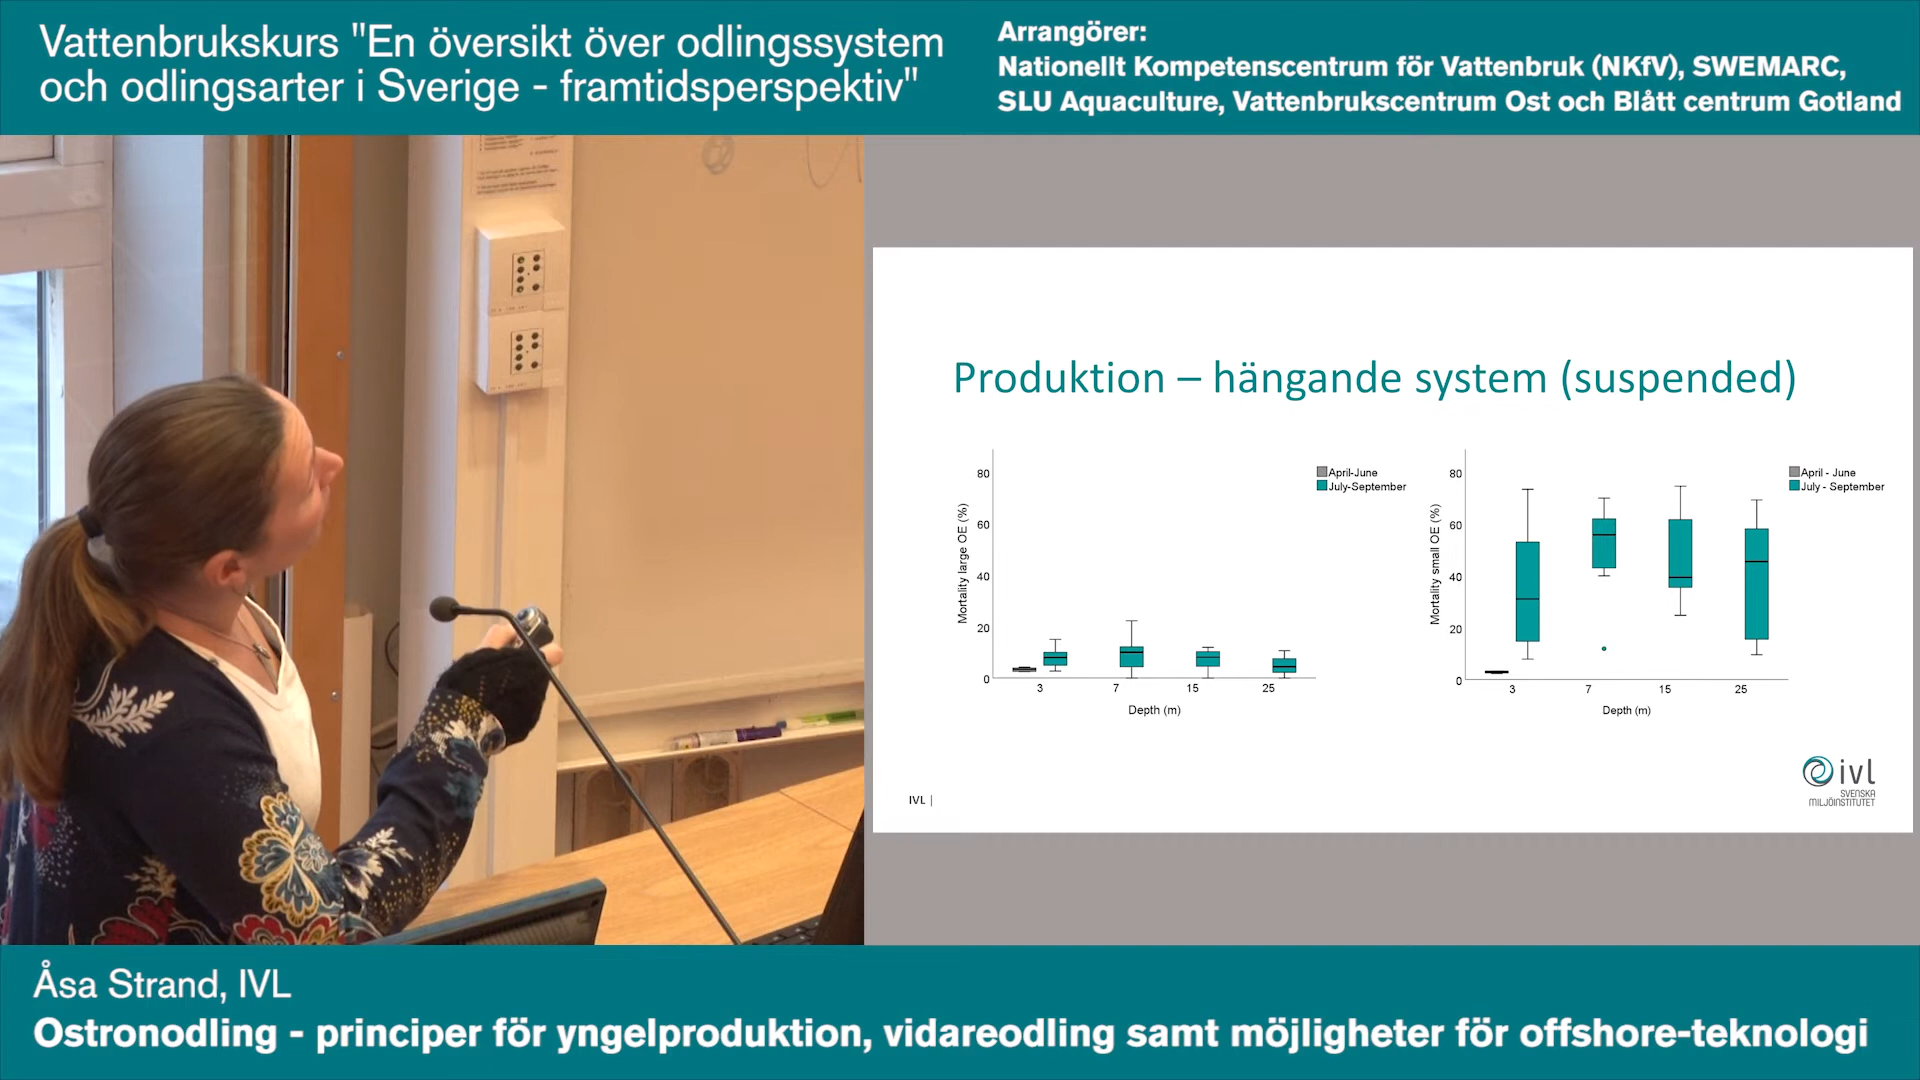 Vattenbrukskurs "En översikt över odlingssystem
och odlingsarter i Sverige - framtidsperspektiv"
Arrangörer:
Nationellt Kompetenscentrum för Vattenbruk (NKfV), SWEMARC,
SLU Aquaculture, Vattenbrukscentrum Ost och Blått centrum Gotland
Produktion – hängande system (suspended)
Mortality large OE (%)
80
60
40
20
0
3 7 15 25
Depth (m)
April-June
July-September
Mortality small OE (%)
80
60
40
20
0
3 7 15 25
Depth (m)
April - June
July - September
IVL |
ivl
SVENSKA
MILJÖINSTITUTET
Åsa Strand, IVL
Ostronodling - principer för yngelproduktion, vidareodling samt möjligheter för offshore-teknologi